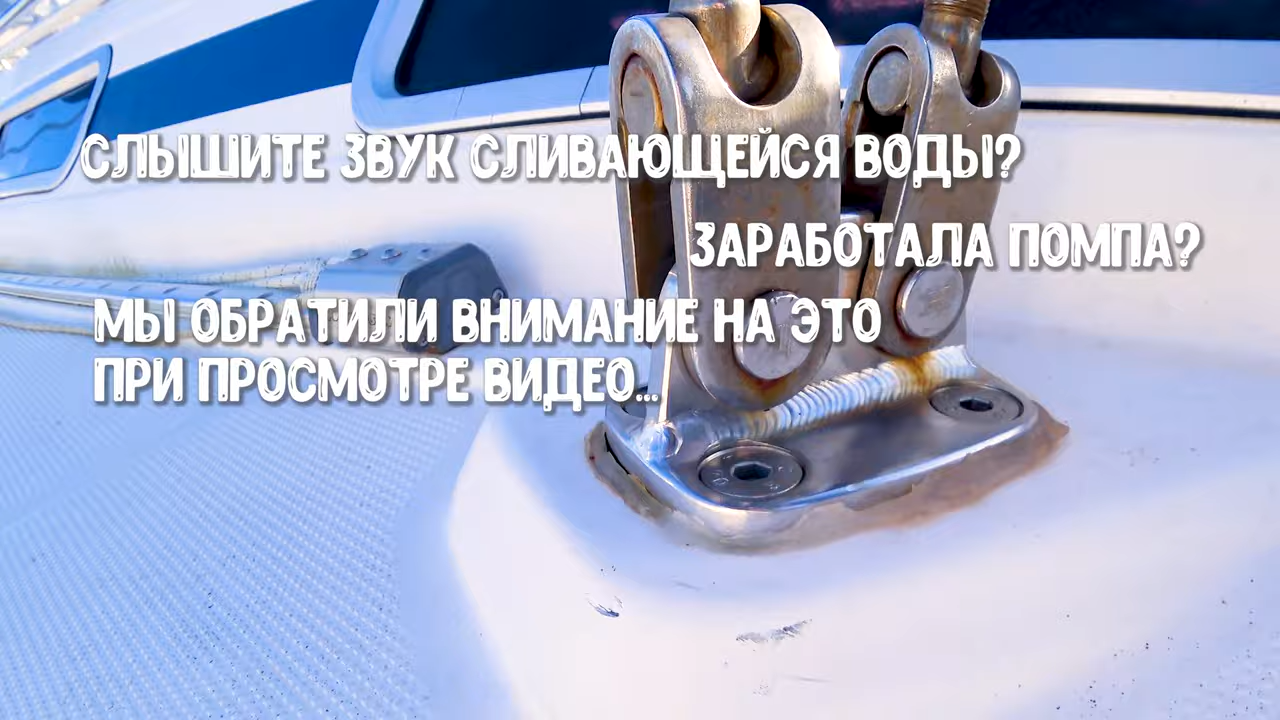 СЛЫШИТЕ ЗВУК СЛИВАЮЩЕЙСЯ ВОДЫ?
ЗАРАБОТАЛА ПОМПА?
МЫ ОБРАТИЛИ ВНИМАНИЕ НА ЭТО
ПРИ ПРОСМОТРЕ ВИДЕО...